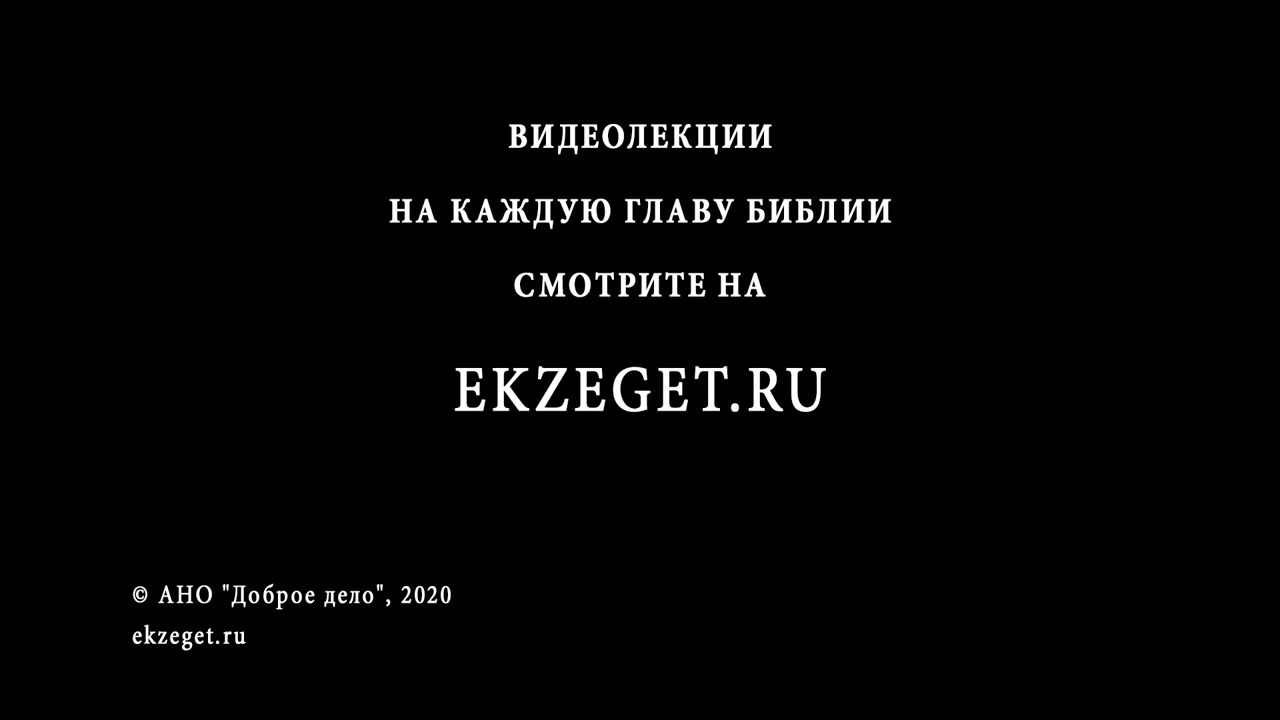 ВИДЕОЛЕКЦИИ
НА КАЖДУЮ ГЛАВУ БИБЛИИ
СМОТРИТЕ НА
EKZEGET.RU
© АНО "Доброе дело", 2020
ekzeget.ru